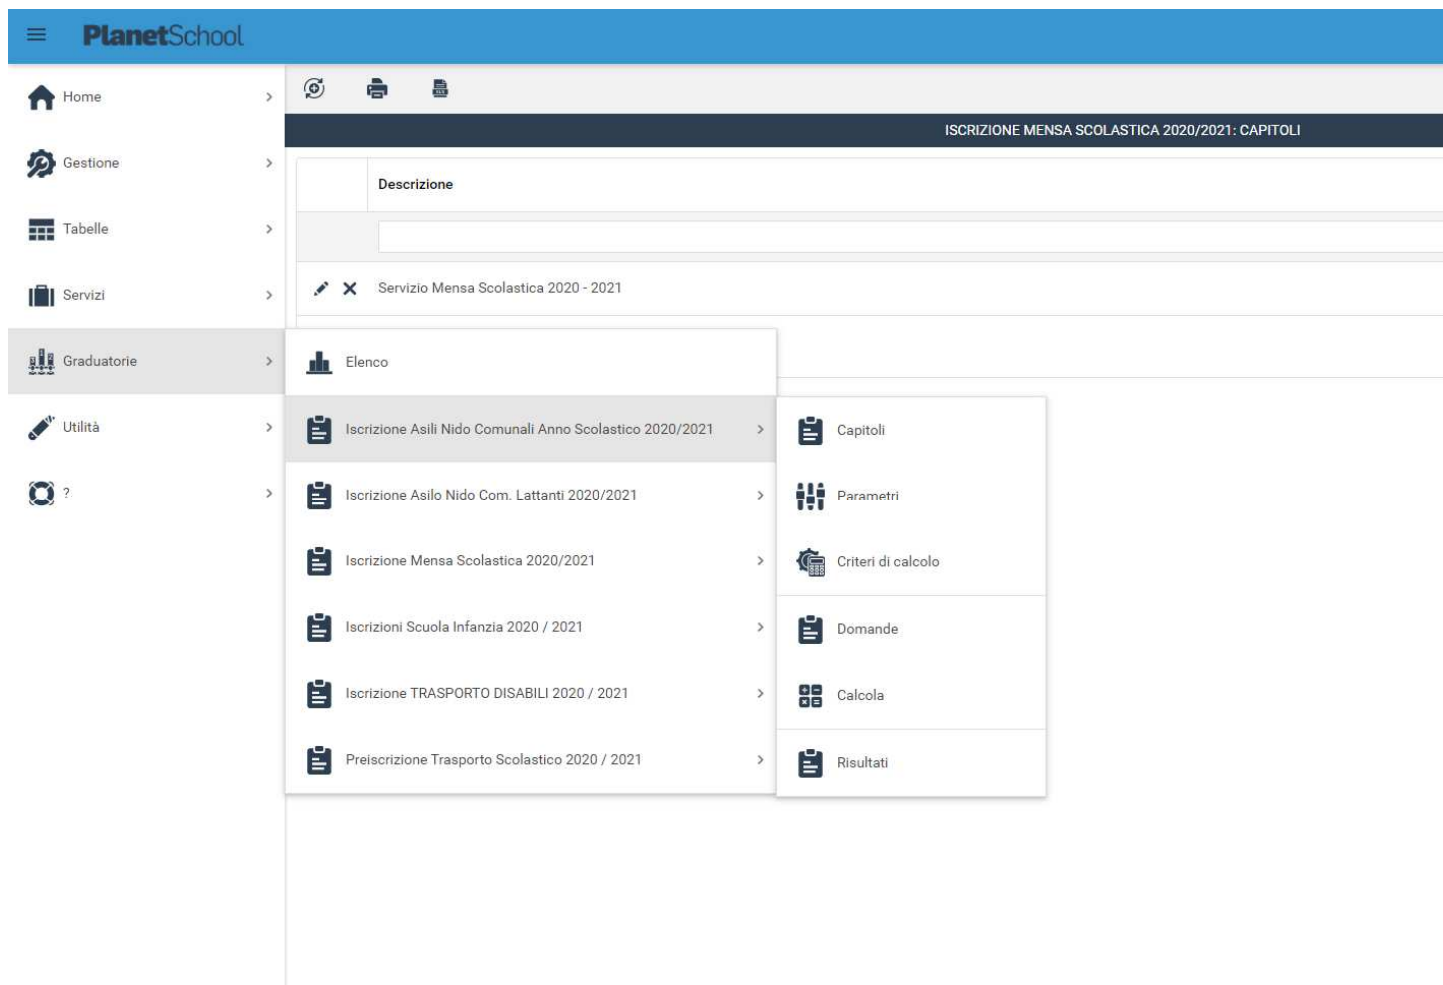 PlanetSchool
Home
Gestione
Tabelle
Servizi
Graduatorie
Utilità
?
ISCRIZIONE MENSA SCOLASTICA 2020/2021: CAPITOLI
Descrizione
Servizio Mensa Scolastica 2020 - 2021
Elenco
Iscrizione Asili Nido Comunali Anno Scolastico 2020/2021
Iscrizione Asilo Nido Com. Lattanti 2020/2021
Iscrizione Mensa Scolastica 2020/2021
Iscrizioni Scuola Infanzia 2020 / 2021
Iscrizione TRASPORTO DISABILI 2020 / 2021
Preiscrizione Trasporto Scolastico 2020 / 2021
Capitoli
Parametri
Criteri di calcolo
Domande
Calcola
Risultati